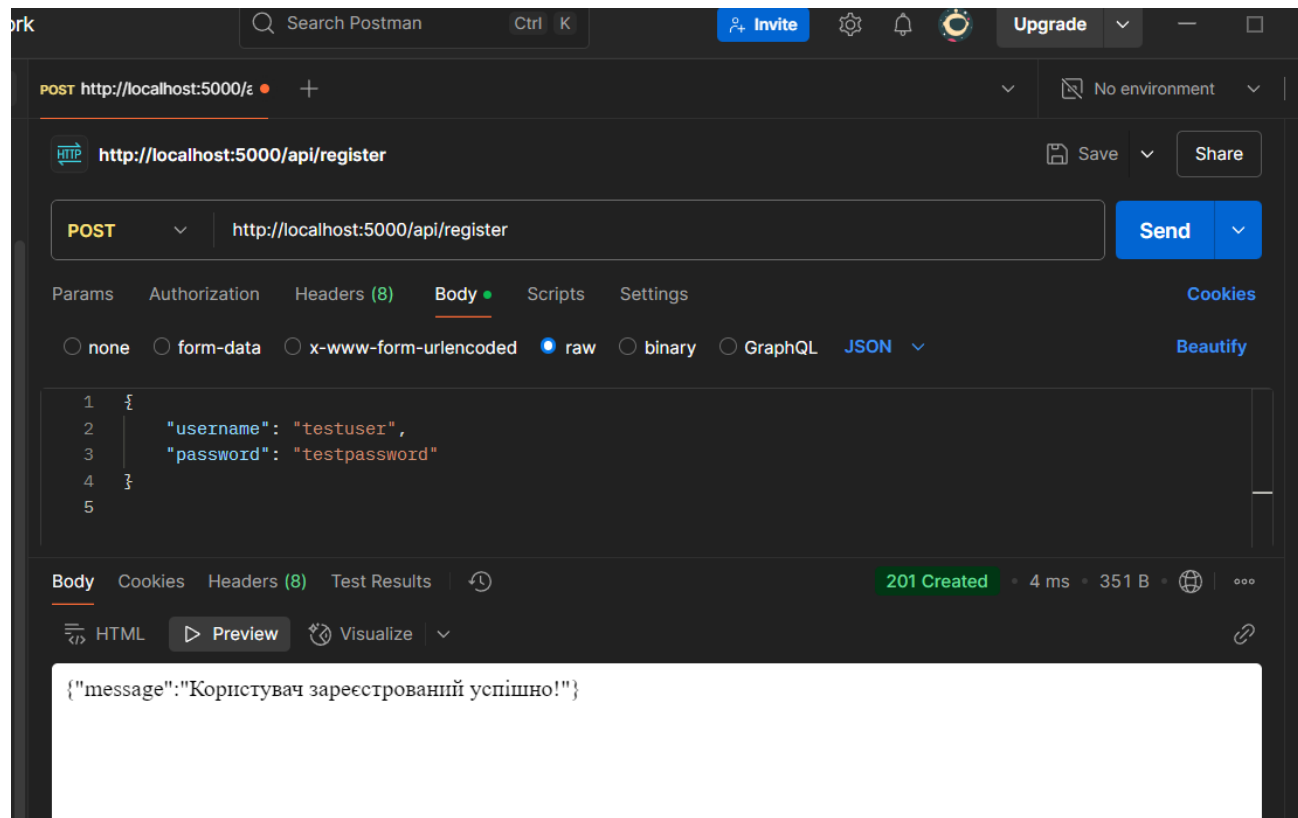 ork Search Postman Ctrl K Invite Upgrade
POST http://localhost:5000/a No environment
HTTP http://localhost:5000/api/register Save Share
POST http://localhost:5000/api/register Send
Params Authorization Headers (8) Body Scripts Settings Cookies
none form-data x-www-form-urlencoded raw binary GraphQL JSON Beautify
1 {
2 "username": "testuser",
3 "password": "testpassword"
4 }
5
Body Cookies Headers (8) Test Results 201 Created • 4 ms • 351 B •
HTML Preview Visualize
{"message":"Користувач зареєстрований успішно!"}